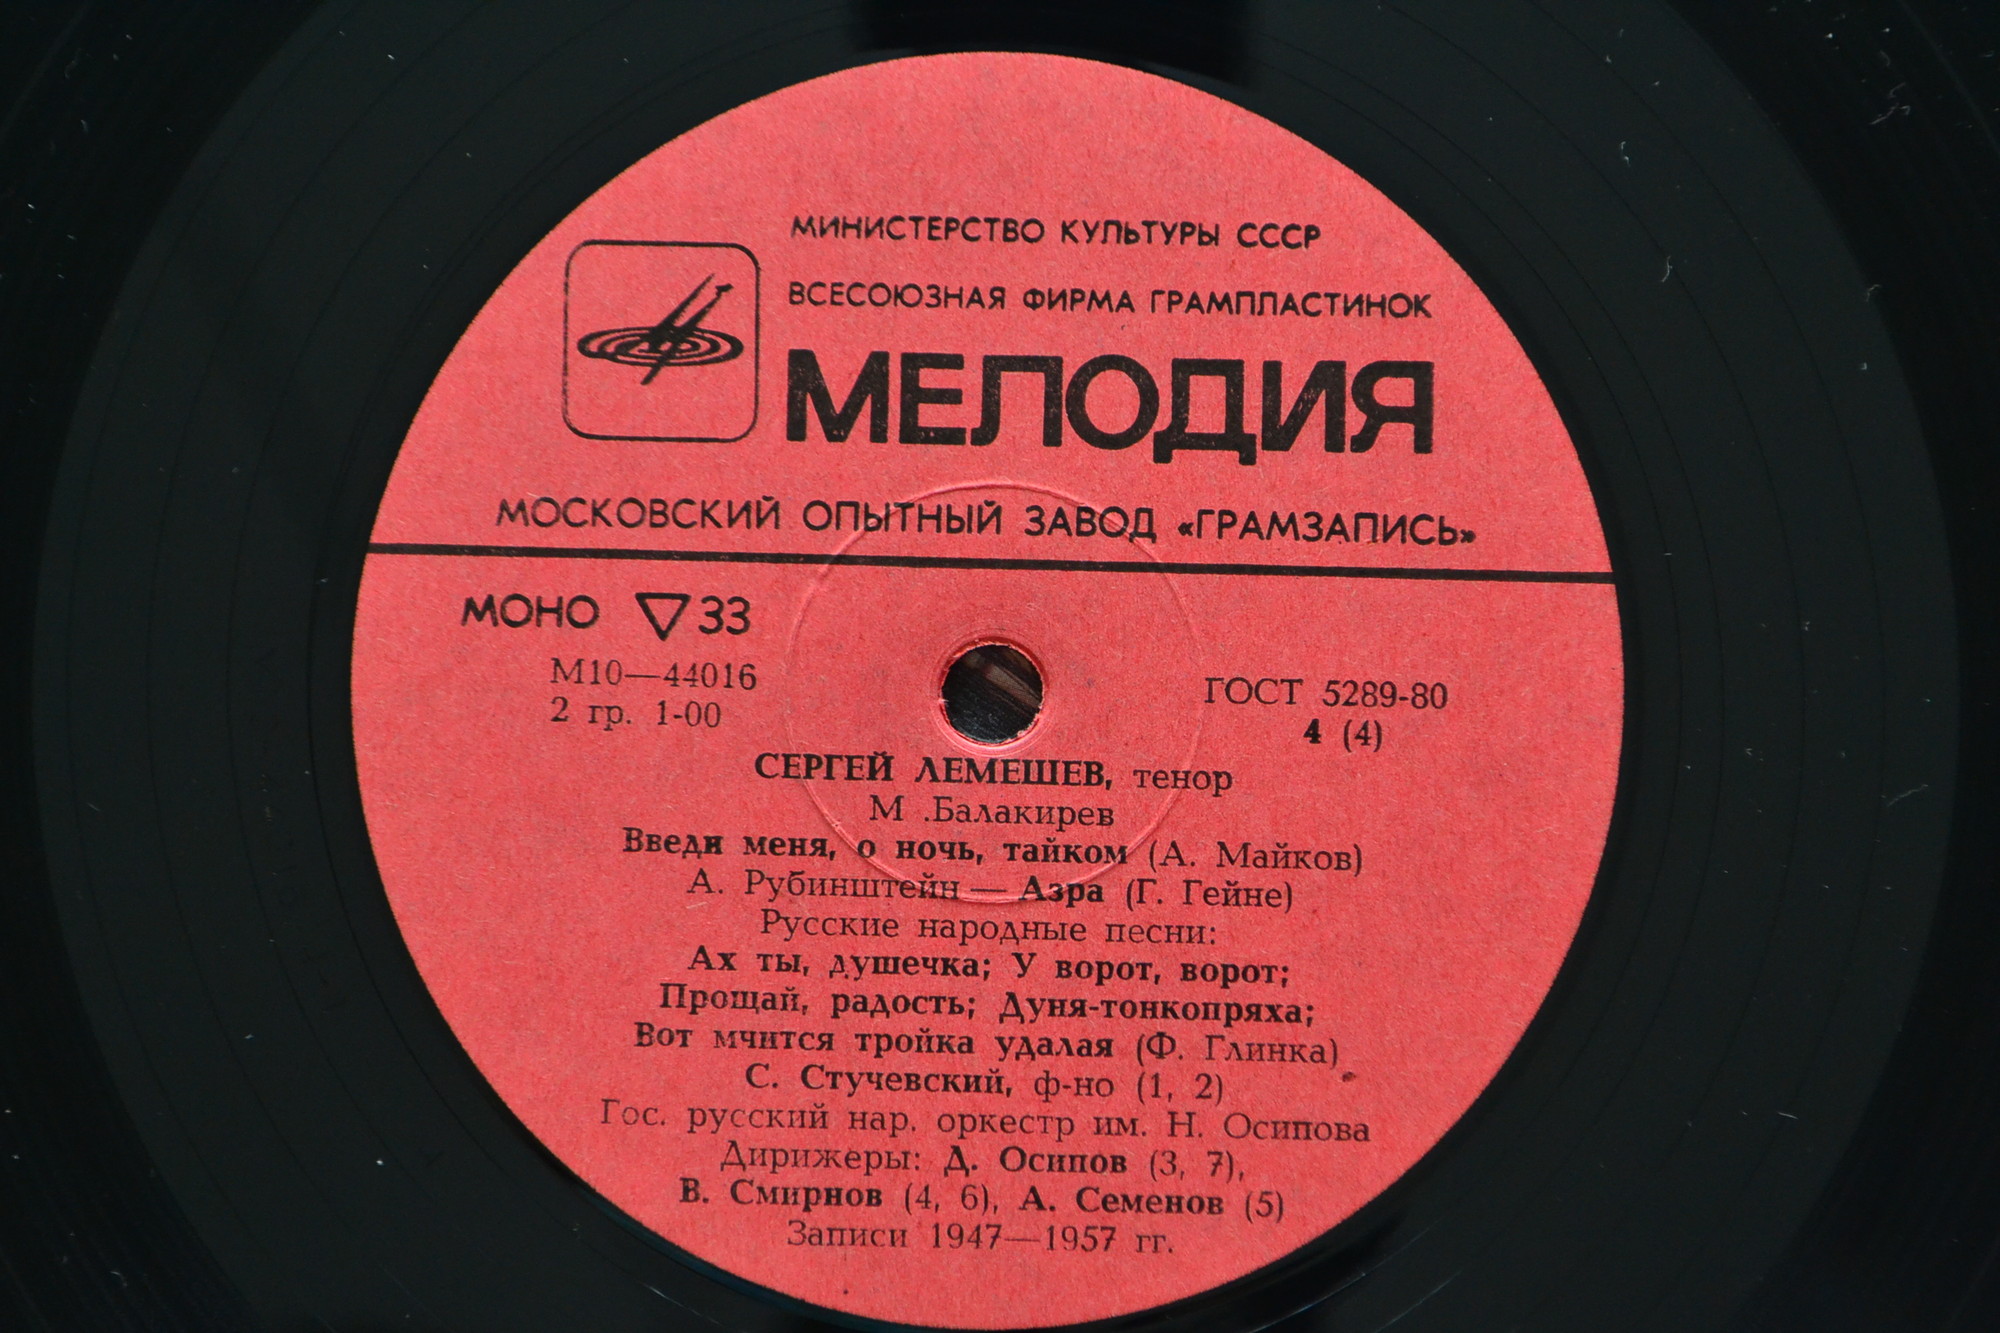 МИНИСТЕРСТВО КУЛЬТУРЫ СССР
ВСЕСОЮЗНАЯ ФИРМА ГРАМПЛАСТИНОК
МЕЛОДИЯ
МОСКОВСКИЙ ОПЫТНЫЙ ЗАВОД «ГРАМЗАПИСЬ»
МОНО ▽ 33
М10—44016
2 гр. 1-00
ГОСТ 5289-80
4 (4)
СЕРГЕЙ ЛЕМЕШЕВ, тенор
М .Балакирев
Введи меня, о ночь, тайком (А. Майков)
А. Рубинштейн — Азра (Г. Гейне)
Русские народные песни:
Ах ты, душечка; У ворот, ворот;
Прощай, радость; Дуня-тонкопряха;
Вот мчится тройка удалая (Ф. Глинка)
С. Стучевский, ф-но (1, 2)
Гос. русский нар. оркестр им. Н. Осипова
Дирижеры: Д. Осипов (3, 7),
В. Смирнов (4, 6), А. Семенов (5)
Записи 1947—1957 гг.